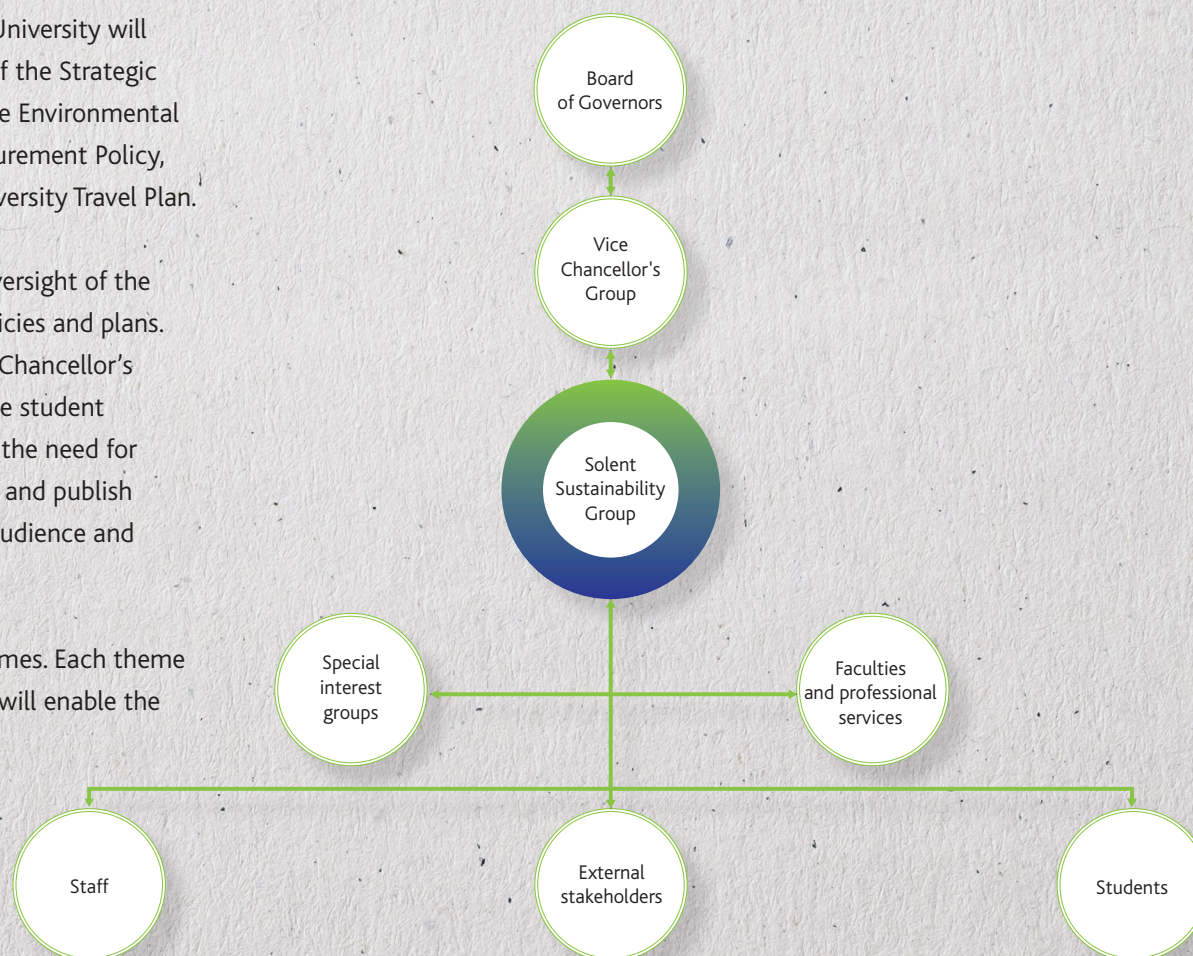 University will
f the Strategic
e Environmental
urement Policy,
versity Travel Plan.
versight of the
icies and plans.
Chancellor’s
e student
the need for
and publish
udience and
mes. Each theme
will enable the
Board
of Governors
Vice
Chancellor's
Group
Solent
Sustainability
Group
Special
interest
groups
Faculties
and professional
services
Staff
External
stakeholders
Students